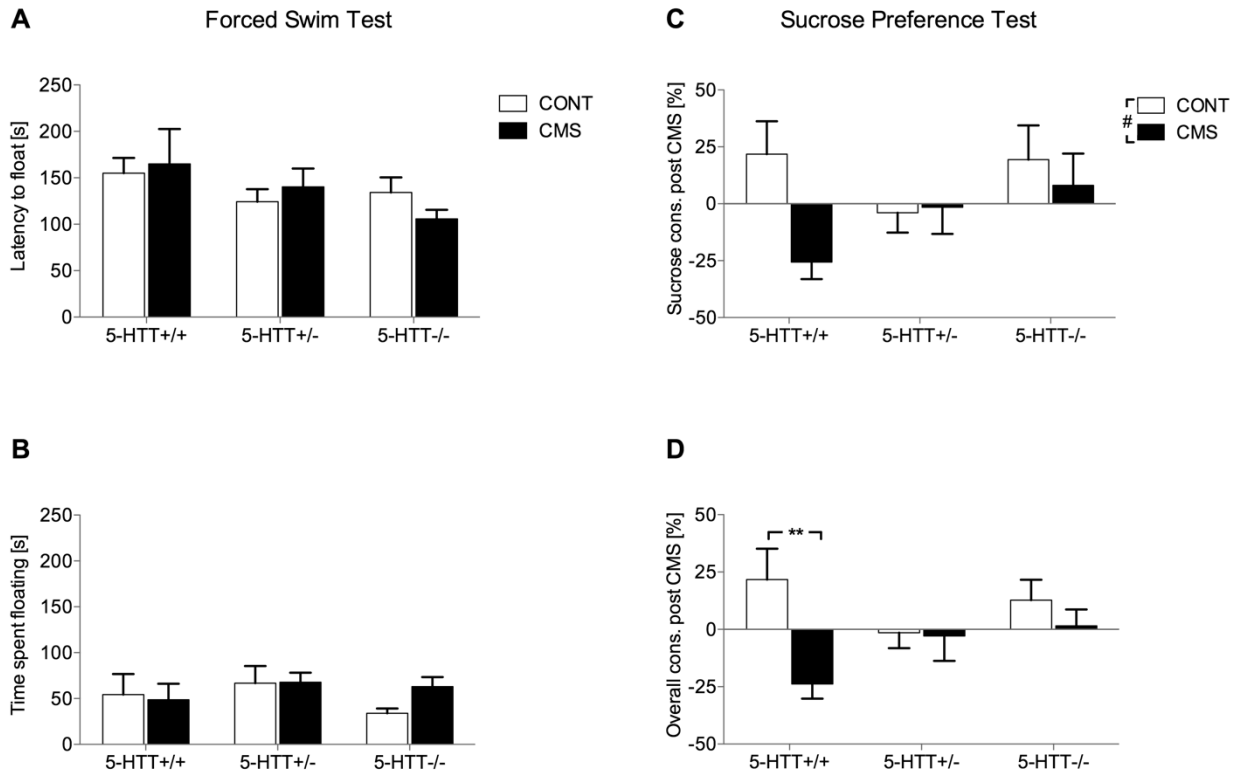 A
Forced Swim Test
Latency to float [s]
250
200
150
100
50
0
5-HTT+/+
5-HTT+/-
5-HTT-/-
CONT
CMS
C
Sucrose Preference Test
Sucrose cons. post CMS [%]
50
25
0
-25
-50
5-HTT+/+
5-HTT+/-
5-HTT-/-
#
CONT
CMS
B
Time spent floating [s]
250
200
150
100
50
0
5-HTT+/+
5-HTT+/-
5-HTT-/-
D
Overall cons. post CMS [%]
50
25
0
-25
-50
**
5-HTT+/+
5-HTT+/-
5-HTT-/-